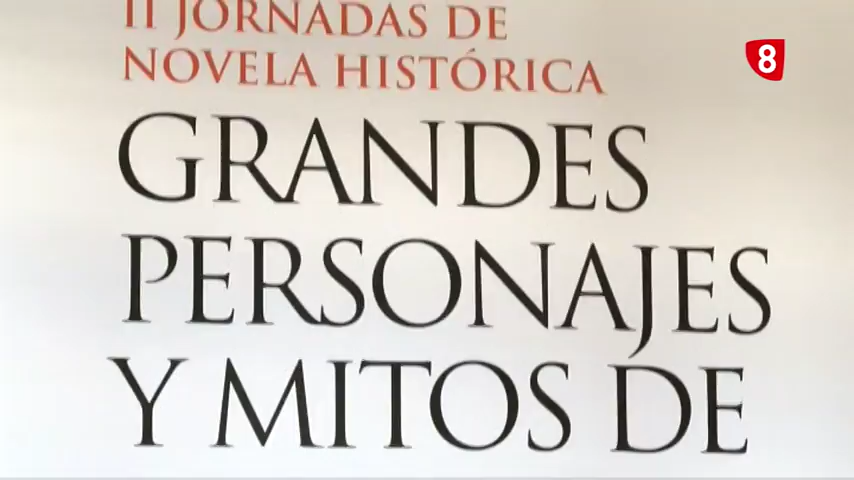 II JORNADAS DE
NOVELA HISTÓRICA
8
GRANDES
PERSONAJES
Y MITOS DE